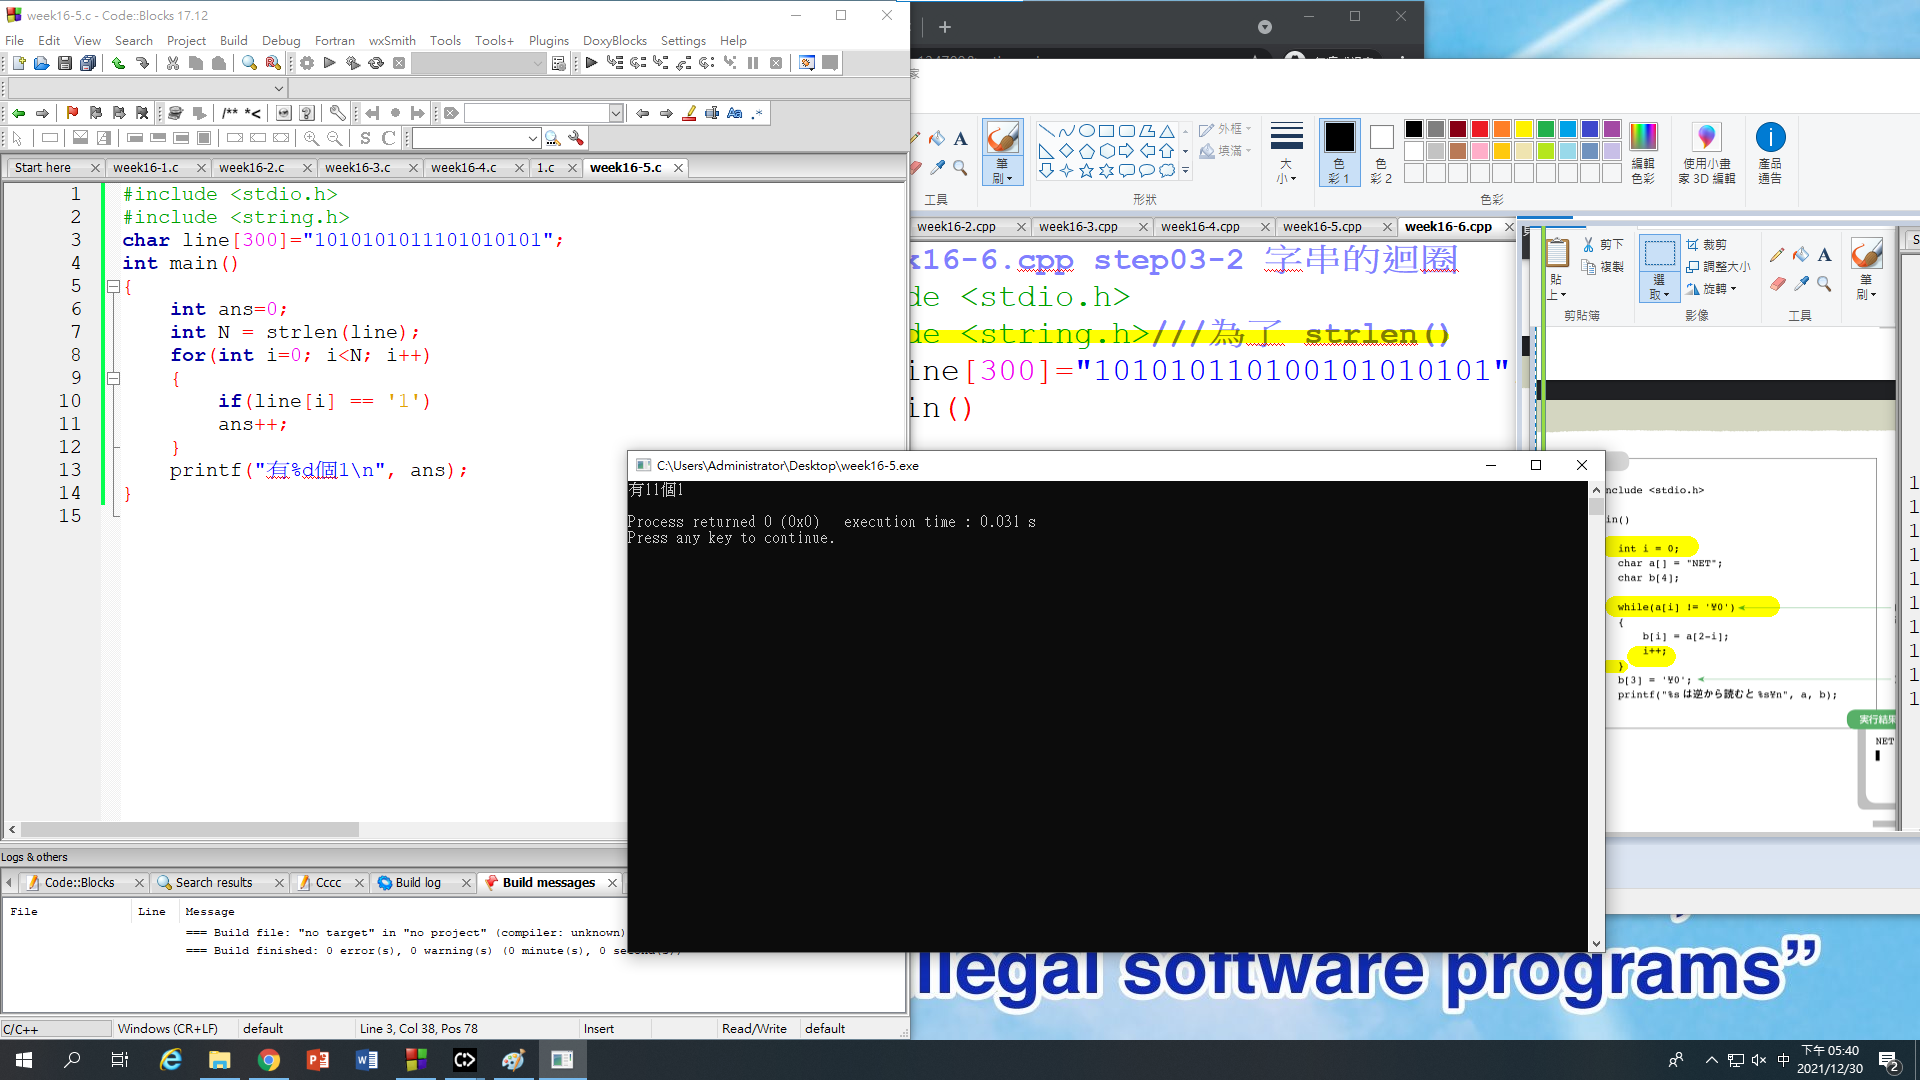 week16-5.c - Code::Blocks 17.12
File Edit View Search Project Build Debug Fortran wxSmith Tools Tools+ Plugins DoxyBlocks Settings Help
Start here week16-1.c week16-2.c week16-3.c week16-4.c 1.c week16-5.c
1 #include <stdio.h>
2 #include <string.h>
3 char line[300]="1010101011101010101";
4 int main()
5 {
6 int ans=0;
7 int N = strlen(line);
8 for(int i=0; i<N; i++)
9 {
10 if(line[i] == '1')
11 ans++;
12 }
13 printf("有%d個1\n", ans);
14 }
15
Logs & others
Code::Blocks Search results Cccc Build log Build messages
File Line Message
=== Build file: "no target" in "no project" (compiler: unknown)
=== Build finished: 0 error(s), 0 warning(s) (0 minute(s), 0 second(s))
C/C++ Windows (CR+LF) default Line 3, Col 38, Pos 78 Insert Read/Write default
筆刷 外框 填滿 大小 色彩 1 色彩 2 編輯色彩 使用小畫家 3D 編輯 產品通告
工具 形狀 色彩
week16-2.cpp week16-3.cpp week16-4.cpp week16-5.cpp week16-6.cpp
k16-6.cpp step03-2 字串的迴圈
de <stdio.h>
de <string.h>///為了 strlen()
ine[300]="101010110100101010101"
in()
貼上 剪下 複製 選取 裁剪 調整大小 旋轉 筆刷
剪貼簿 影像 工具
nclude <stdio.h>
in()
int i = 0;
char a[] = "NET";
char b[4];
while(a[i] != '¥0')
{
b[i] = a[2-i];
i++;
}
b[3] = '¥0';
printf("%s は逆から読むと %s¥n", a, b);
実行結果
NET
C:\Users\Administrator\Desktop\week16-5.exe
有11個1
Process returned 0 (0x0) execution time : 0.031 s
Press any key to continue.
llegal software programs”
中
下午 05:40
2021/12/30
2